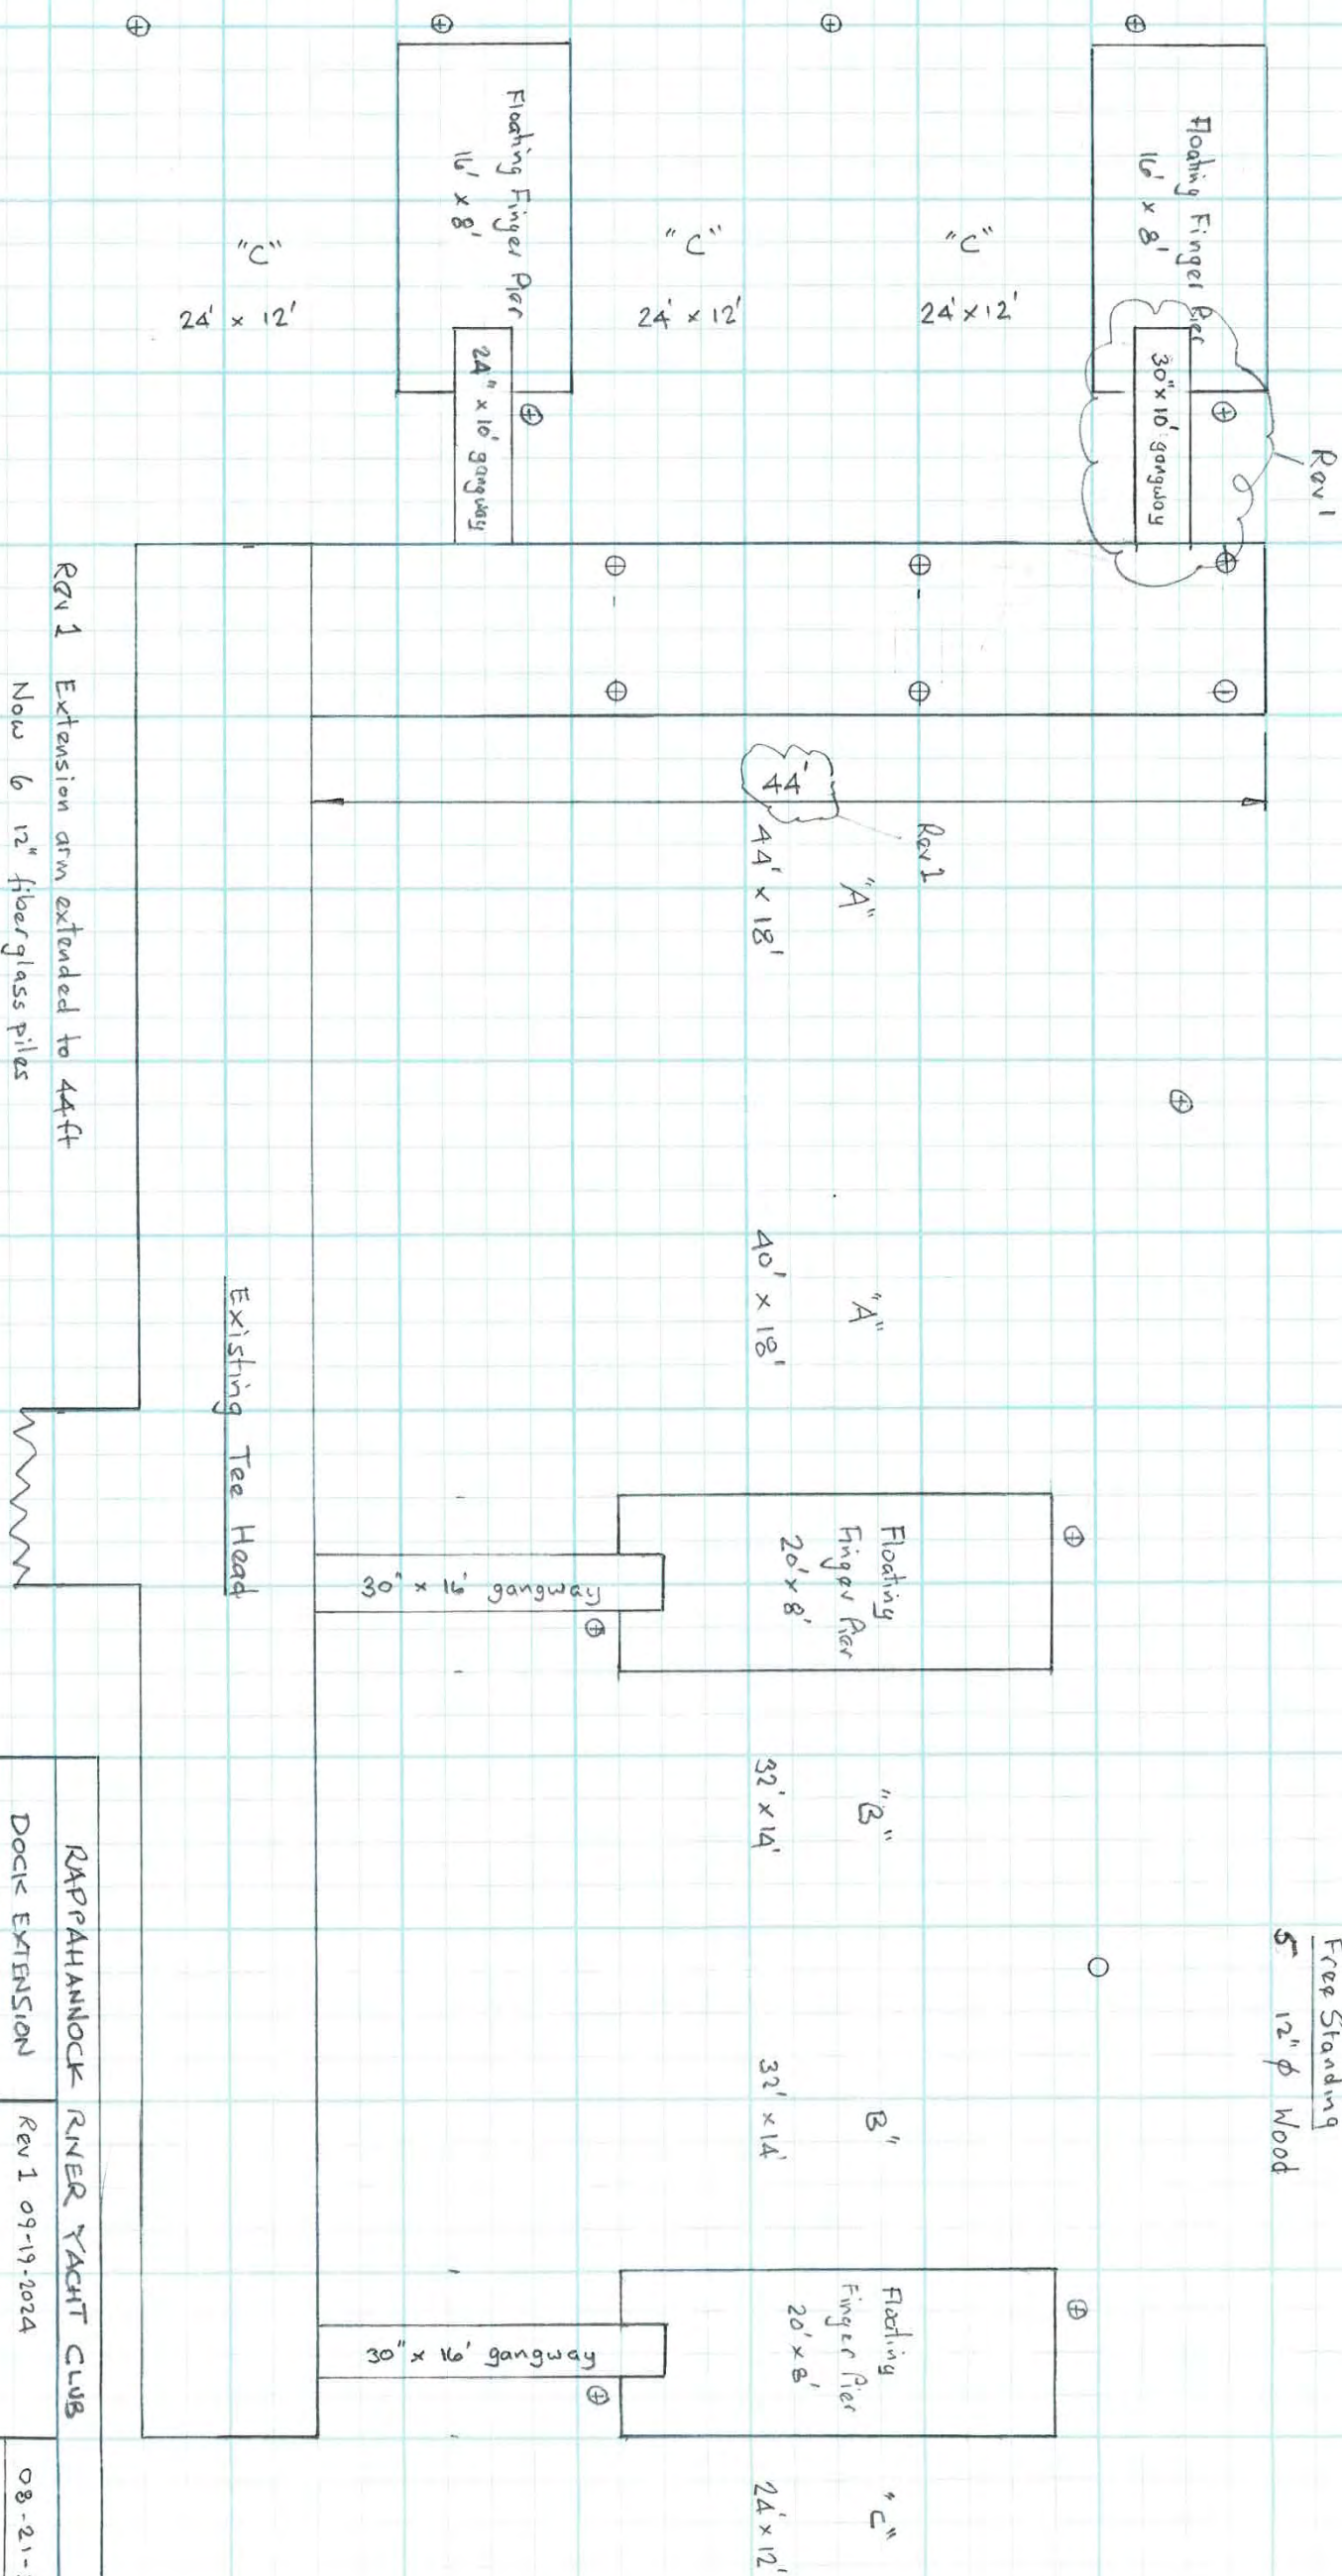 Floating Finger Pier
16' x 8'
"C"
24' x 12'
Floating Finger Pier
16' x 8'
"C"
24' x 12'
"C"
24' x 12'
30" x 10' gangway
24" x 10' gangway
Rev 1
44'
Rev 1
"A"
44' x 18'
"A"
40' x 18'
Floating
Finger Pier
20' x 8'
30" x 16' gangway
"B"
32' x 14'
B"
32' x 14'
Floating
Finger Pier
20' x 8'
30" x 16' gangway
"C"
24' x 12'
Existing Tee Head
Free Standing
5 12" φ Wood
Rev 1 Extension arm extended to 44 ft
Now 6 12" fiberglass piles
RAPPAHANNOCK RIVER YACHT CLUB
DOCK EXTENSION
Rev 1 09-19-2024
08-21-